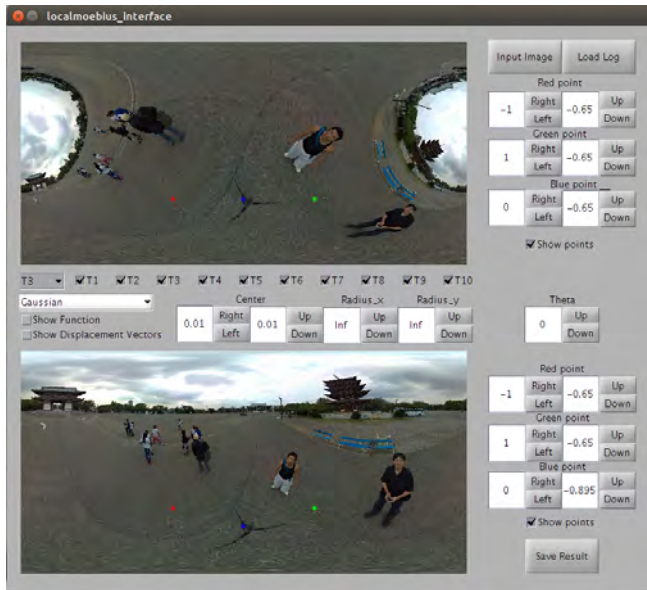 localmoebius_interface
Input Image Load Log
Red point
-1 Right Left -0.65 Up Down
Green point
1 Right Left -0.65 Up Down
Blue point
0 Right Left -0.65 Up Down
Show points
T3 T1 T2 T3 T4 T5 T6 T7 T8 T9 T10
Gaussian
Show Function
Show Displacement Vectors
Center Radius_x Radius_y
0.01 Right Left 0.01 Up Down Inf Up Down Inf Up Down
Theta
0 Up Down
Red point
-1 Right Left -0.65 Up Down
Green point
1 Right Left -0.65 Up Down
Blue point
0 Right Left -0.895 Up Down
Show points
Save Result